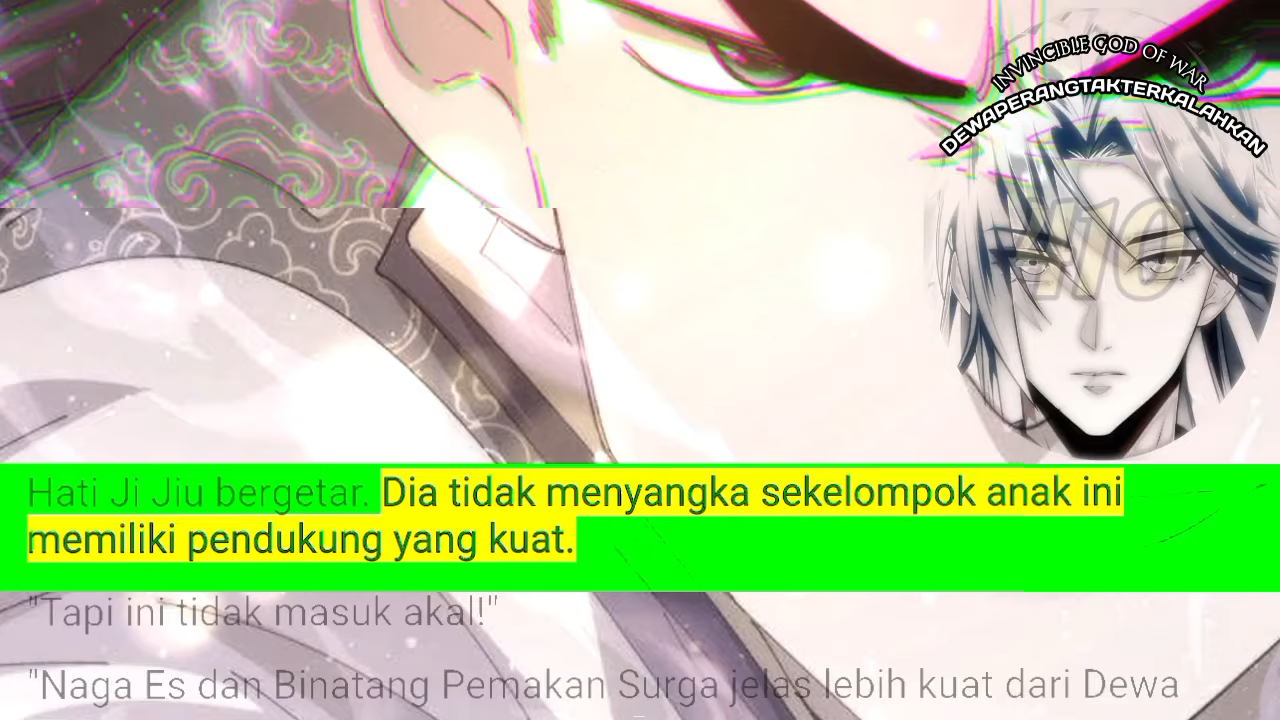 INVINCIBLE GOD OF WAR
DEWAPERANGTAKTERKALAHKAN
Hati Ji Jiu bergetar. Dia tidak menyangka sekelompok anak ini
memiliki pendukung yang kuat.
"Tapi ini tidak masuk akal!"
"Naga Es dan Binatang Pemakan Surga jelas lebih kuat dari Dewa